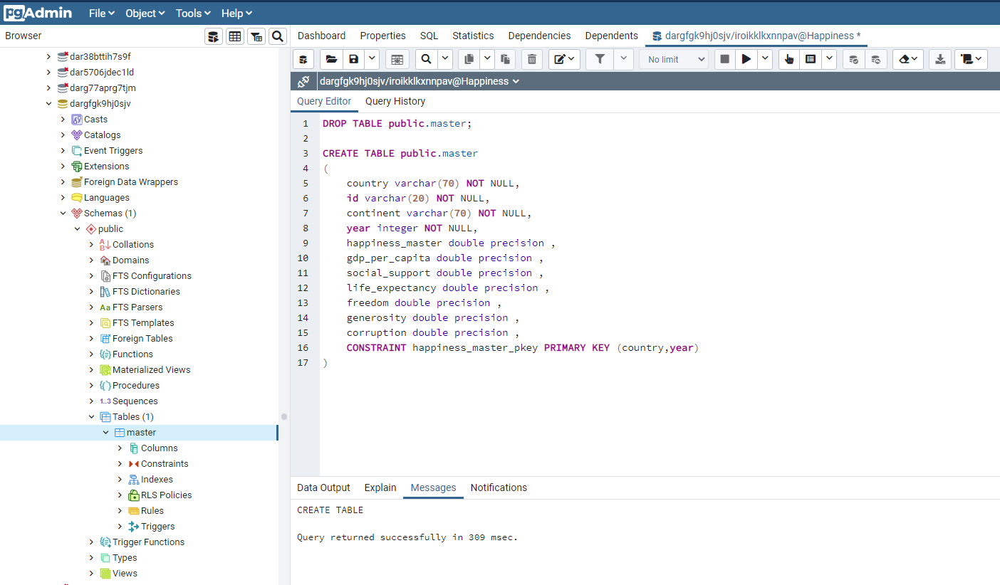 pgAdmin File Object Tools Help
Browser
Dashboard Properties SQL Statistics Dependencies Dependents dargfgk9hj0sjv/iroikklkxnnpav@Happiness *
No limit
dargfgk9hj0sjv/iroikklkxnnpav@Happiness
Query Editor Query History
dar38bttih7s9f
dar5706jdec1ld
darg77aprg7tjm
dargfgk9hj0sjv
Casts
Catalogs
Event Triggers
Extensions
Foreign Data Wrappers
Languages
Schemas (1)
public
Collations
Domains
FTS Configurations
FTS Dictionaries
Aa FTS Parsers
FTS Templates
Foreign Tables
Functions
Materialized Views
Procedures
1..3 Sequences
Tables (1)
master
Columns
Constraints
Indexes
RLS Policies
Rules
Triggers
Trigger Functions
Types
Views
1 DROP TABLE public.master;
2
3 CREATE TABLE public.master
4 (
5 country varchar(70) NOT NULL,
6 id varchar(20) NOT NULL,
7 continent varchar(70) NOT NULL,
8 year integer NOT NULL,
9 happiness_master double precision ,
10 gdp_per_capita double precision ,
11 social_support double precision ,
12 life_expectancy double precision ,
13 freedom double precision ,
14 generosity double precision ,
15 corruption double precision ,
16 CONSTRAINT happiness_master_pkey PRIMARY KEY (country,year)
17 )
Data Output Explain Messages Notifications
CREATE TABLE
Query returned successfully in 309 msec.